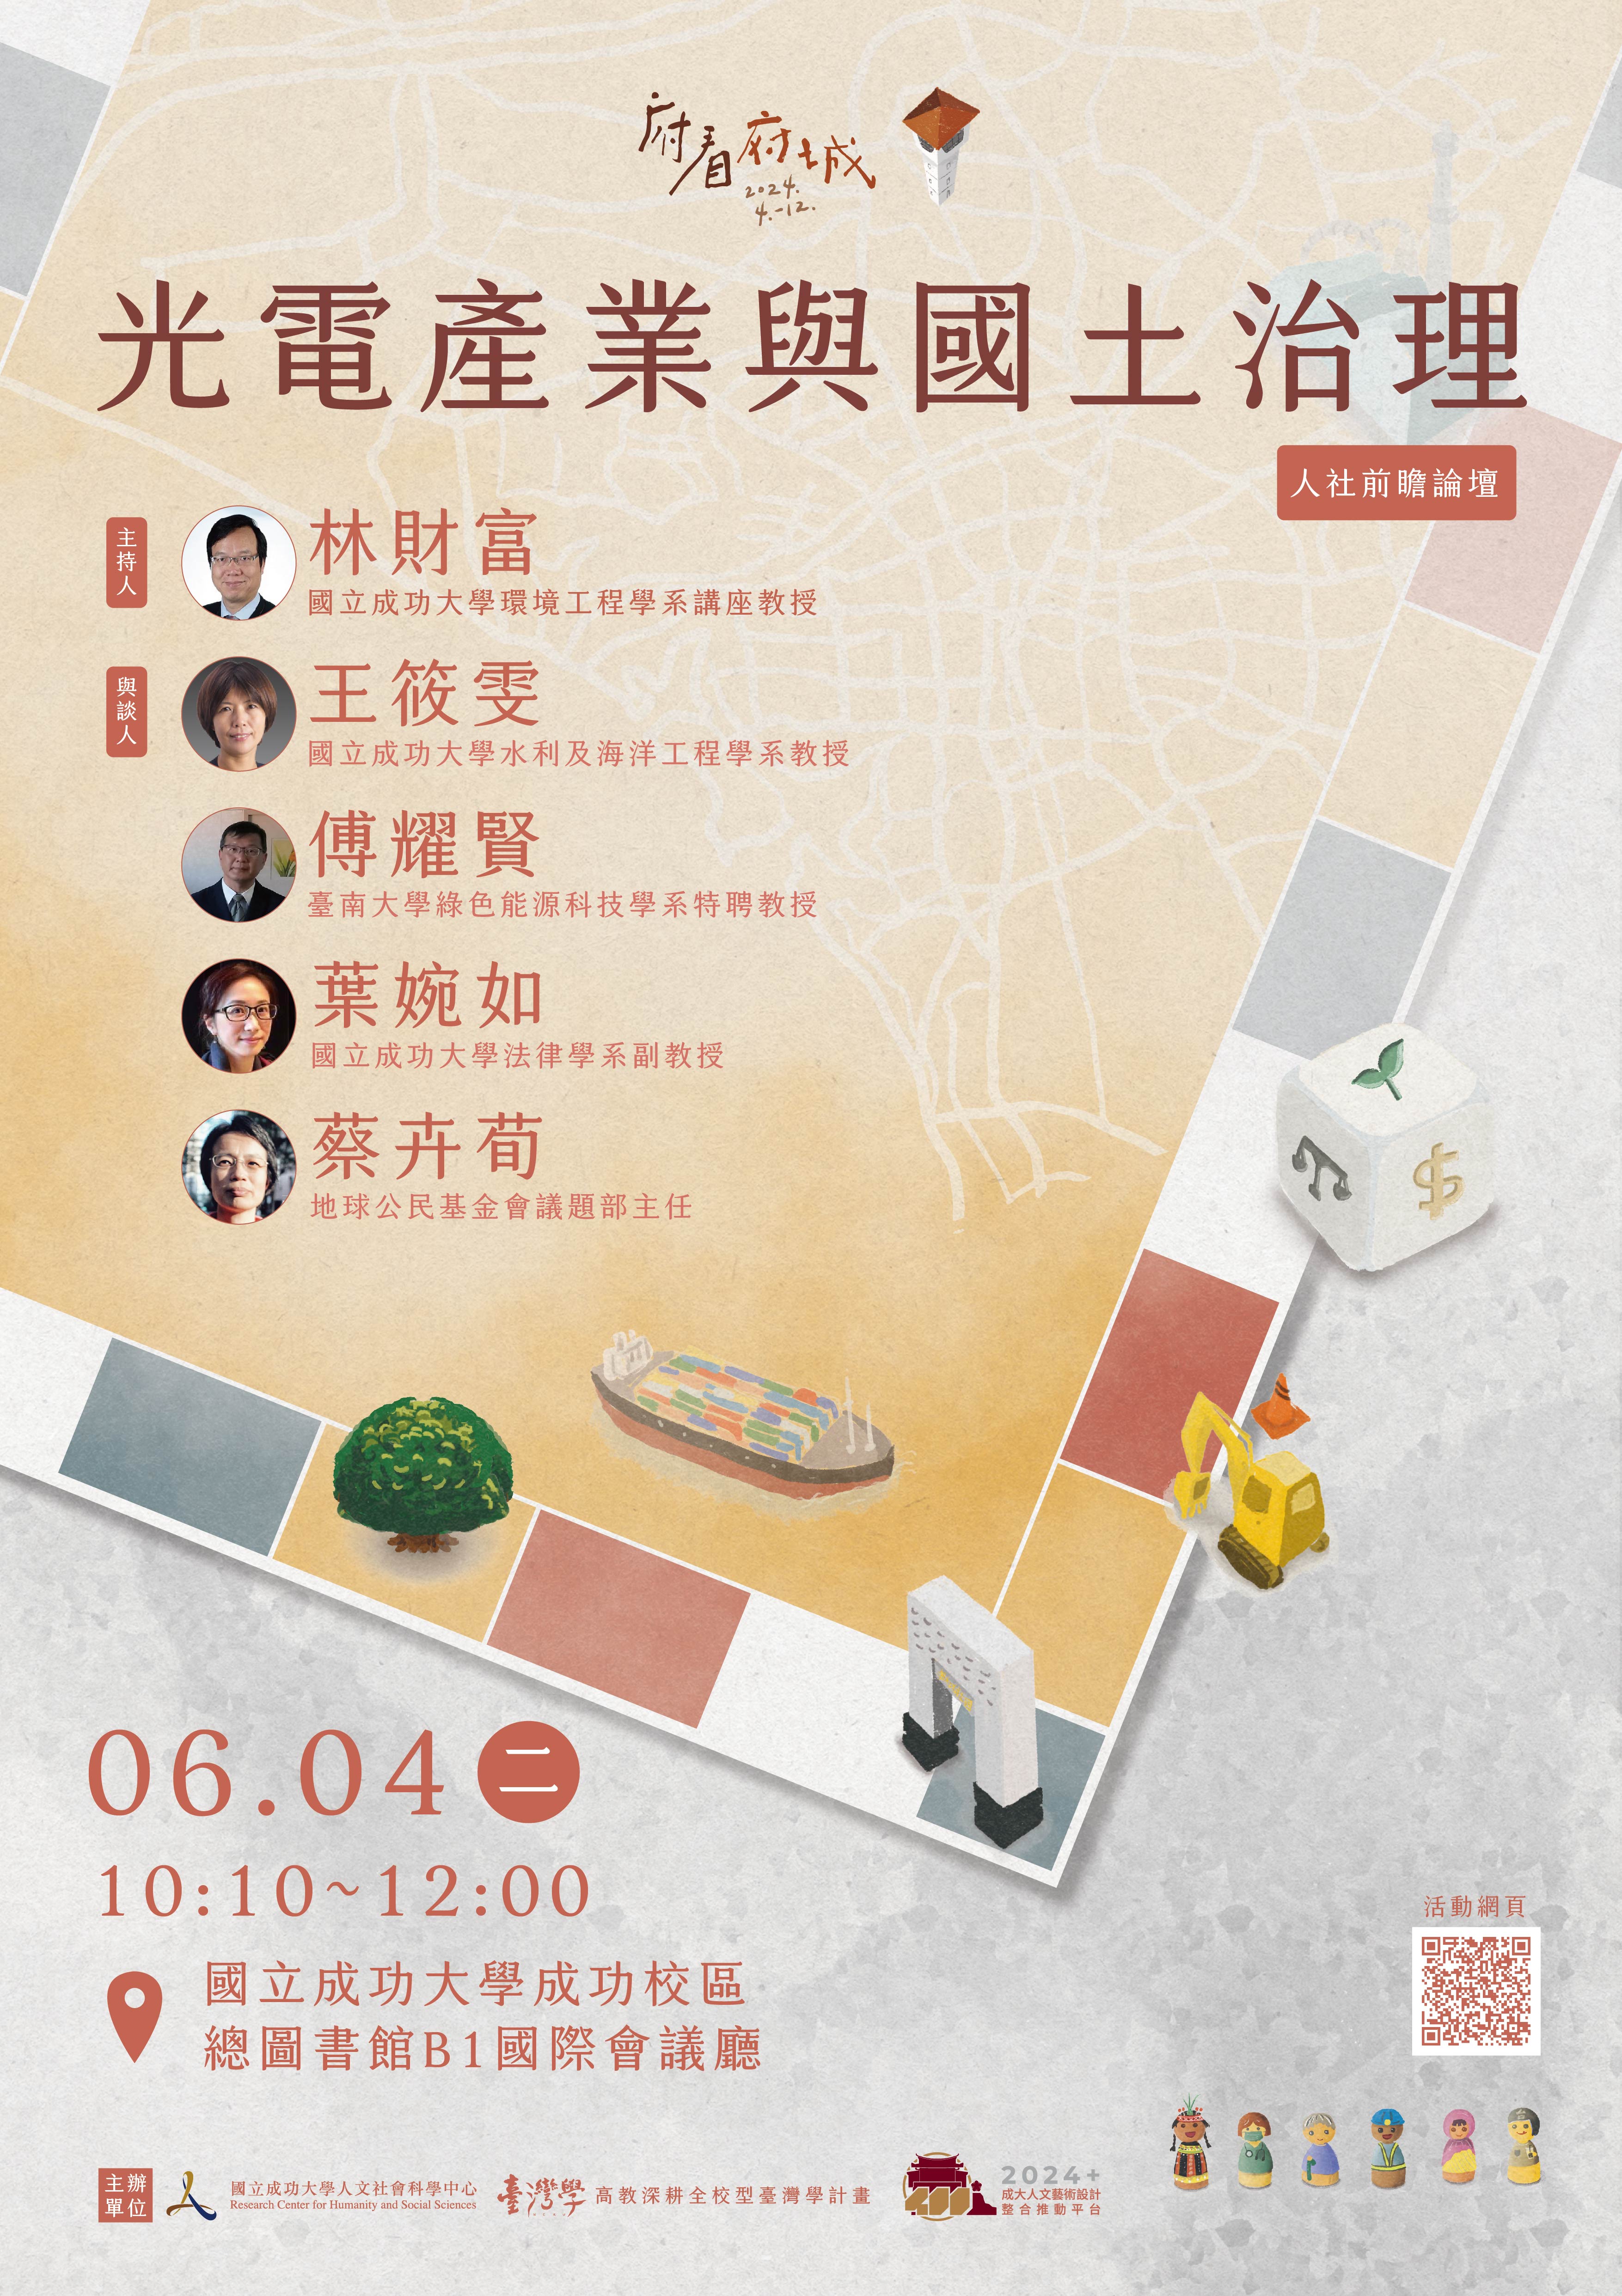 府看府城
2024.
4.-12.
光電產業與國土治理
人社前瞻論壇
主持人
林財富
國立成功大學環境工程學系講座教授
與談人
王筱雯
國立成功大學水利及海洋工程學系教授
傅耀賢
臺南大學綠色能源科技學系特聘教授
葉婉如
國立成功大學法律學系副教授
蔡卉荀
地球公民基金會議題部主任
$
06.04 二
10:10~12:00
國立成功大學成功校區
總圖書館B1國際會議廳
活動網頁
主辦單位
國立成功大學人文社會科學中心
Research Center for Humanity and Social Sciences
臺灣學
高教深耕全校型臺灣學計畫
400
2024+
成大人文藝術設計
整合推動平台